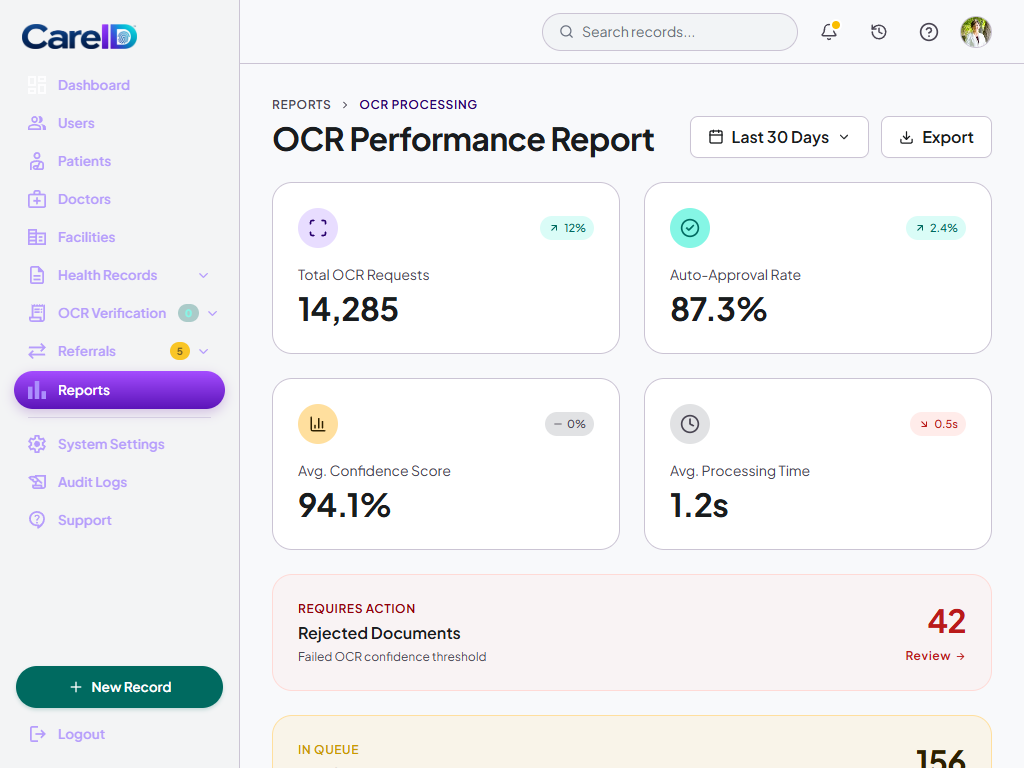 CareID
Search records...
Dashboard
Users
Patients
Doctors
Facilities
Health Records
OCR Verification 0
Referrals 5
Reports
System Settings
Audit Logs
Support
New Record
Logout
REPORTS > OCR PROCESSING
OCR Performance Report
Last 30 Days
Export
12%
Total OCR Requests
14,285
2.4%
Auto-Approval Rate
87.3%
0%
Avg. Confidence Score
94.1%
0.5s
Avg. Processing Time
1.2s
REQUIRES ACTION
Rejected Documents
Failed OCR confidence threshold
42
Review →
IN QUEUE
156